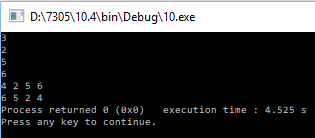 D:\7305\10.4\bin\Debug\10.exe
3
2
5
6
4 2 5 6
6 5 2 4
Process returned 0 (0x0)   execution time : 4.525 s
Press any key to continue.